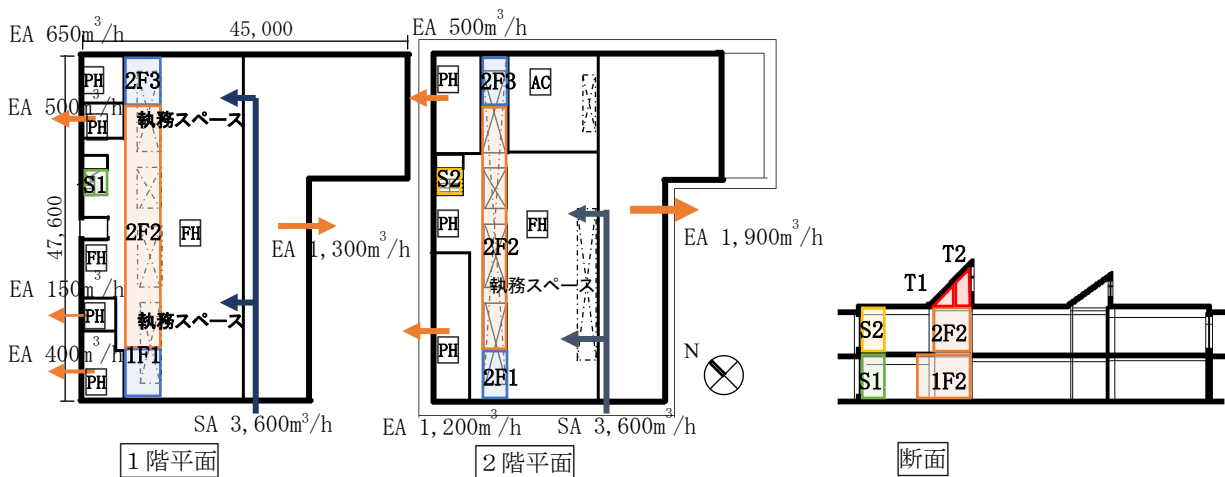 EA 650m³/h
45,000
PH
2F3
EA 500m³/h
PH
執務スペース
S1
47,600
2F2
FH
FH
EA 1,300m³/h
EA 150m³/h
PH
執務スペース
EA 400m³/h
1F1
PH
SA 3,600m³/h
1 階平面
EA 500m³/h
PH
2F3
AC
S2
PH
FH
2F2
EA 1,900m³/h
執務スペース
PH
2F1
N
EA 1,200m³/h
SA 3,600m³/h
2 階平面
T2
T1
S2
2F2
S1
1F2
断面